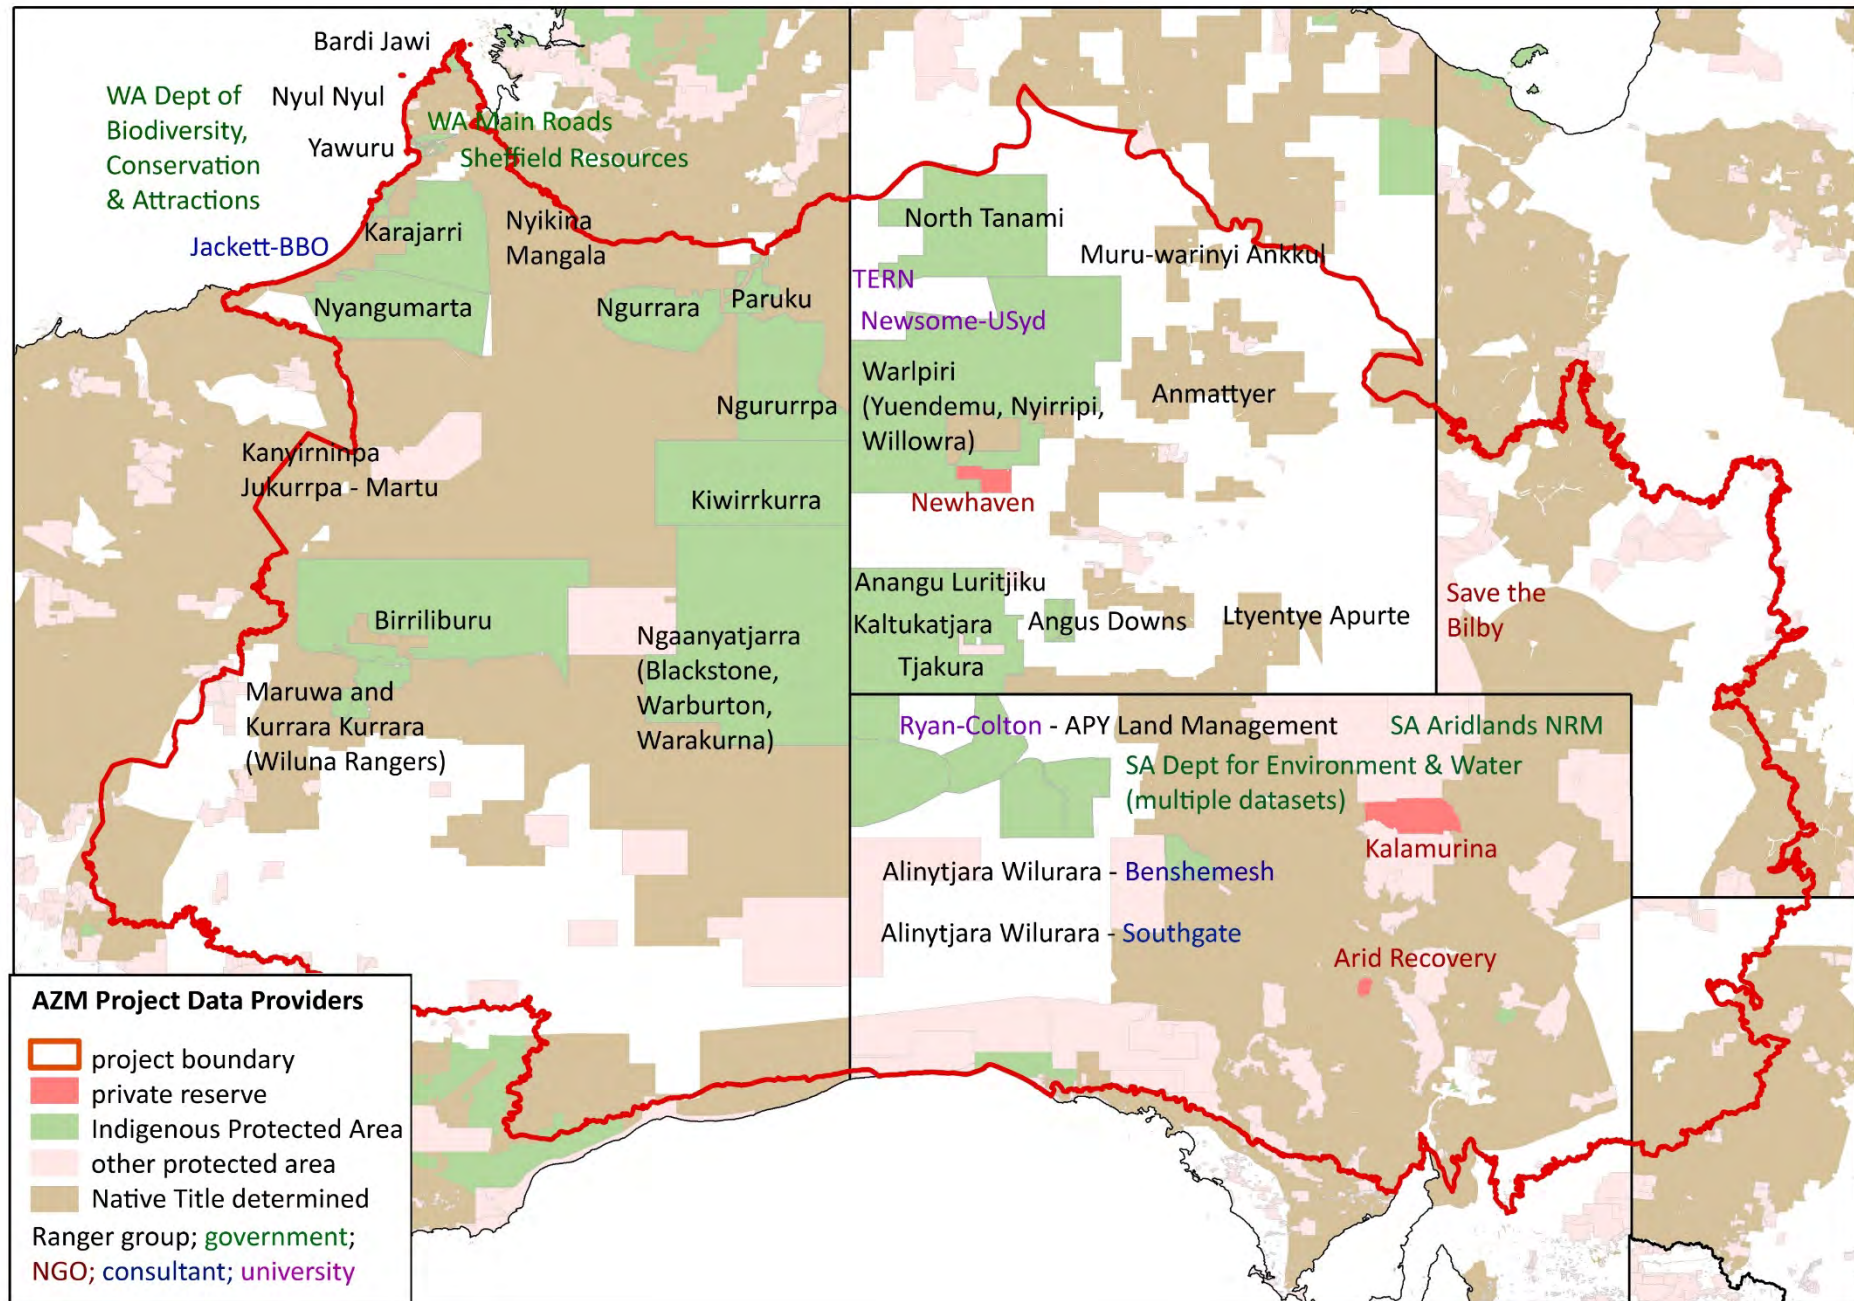 Bardi Jawi
WA Dept of
Biodiversity,
Conservation
& Attractions
Nyul Nyul
Yawuru
WA Main Roads
Sheffield Resources
Jackett-BBO
Karajarri
Nyikina
Mangala
Nyangumarta
Ngurrara
Paruku
Ngururrpa
Kanyirninpa
Jukurrpa - Martu
Kiwirrkurra
Birriliburu
Ngaanyatjarra
(Blackstone,
Warburton,
Warakurna)
Maruwa and
Kurrara Kurrara
(Wiluna Rangers)
North Tanami
Muru-warinyi Ankkul
TERN
Newsome-USyd
Warlpiri
(Yuendemu, Nyirripi,
Willowra)
Anmattyer
Newhaven
Anangu Luritjiku
Kaltukatjara
Angus Downs
Ltyentye Apurte
Tjakura
Save the
Bilby
Ryan-Colton - APY Land Management
SA Aridlands NRM
SA Dept for Environment & Water
(multiple datasets)
Kalamurina
Alinytjara Wilurara - Benshemesh
Alinytjara Wilurara - Southgate
Arid Recovery
AZM Project Data Providers
project boundary
private reserve
Indigenous Protected Area
other protected area
Native Title determined
Ranger group; government;
NGO; consultant; university